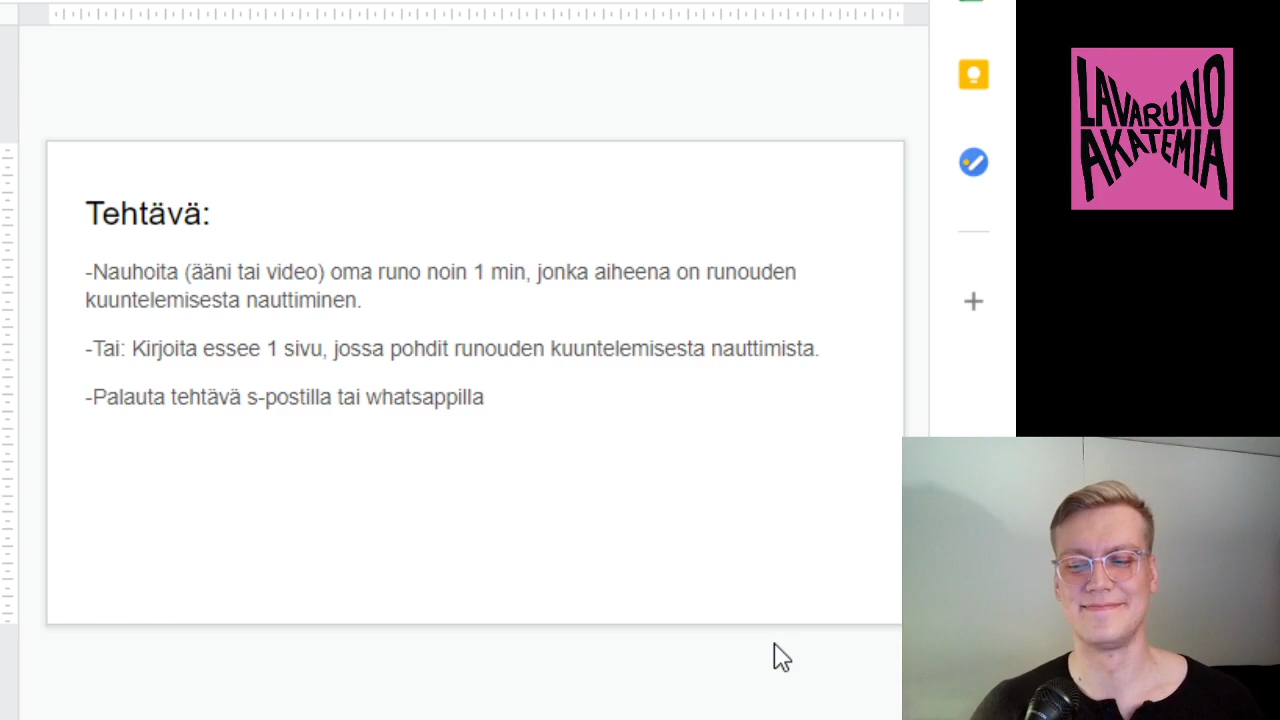 LAVARUNO
AKATEMIA
Tehtävä:
-Nauhoita (ääni tai video) oma runo noin 1 min, jonka aiheena on runouden
kuuntelemisesta nauttiminen.
-Tai: Kirjoita essee 1 sivu, jossa pohdit runouden kuuntelemisesta nauttimista.
-Palauta tehtävä s-postilla tai whatsappilla